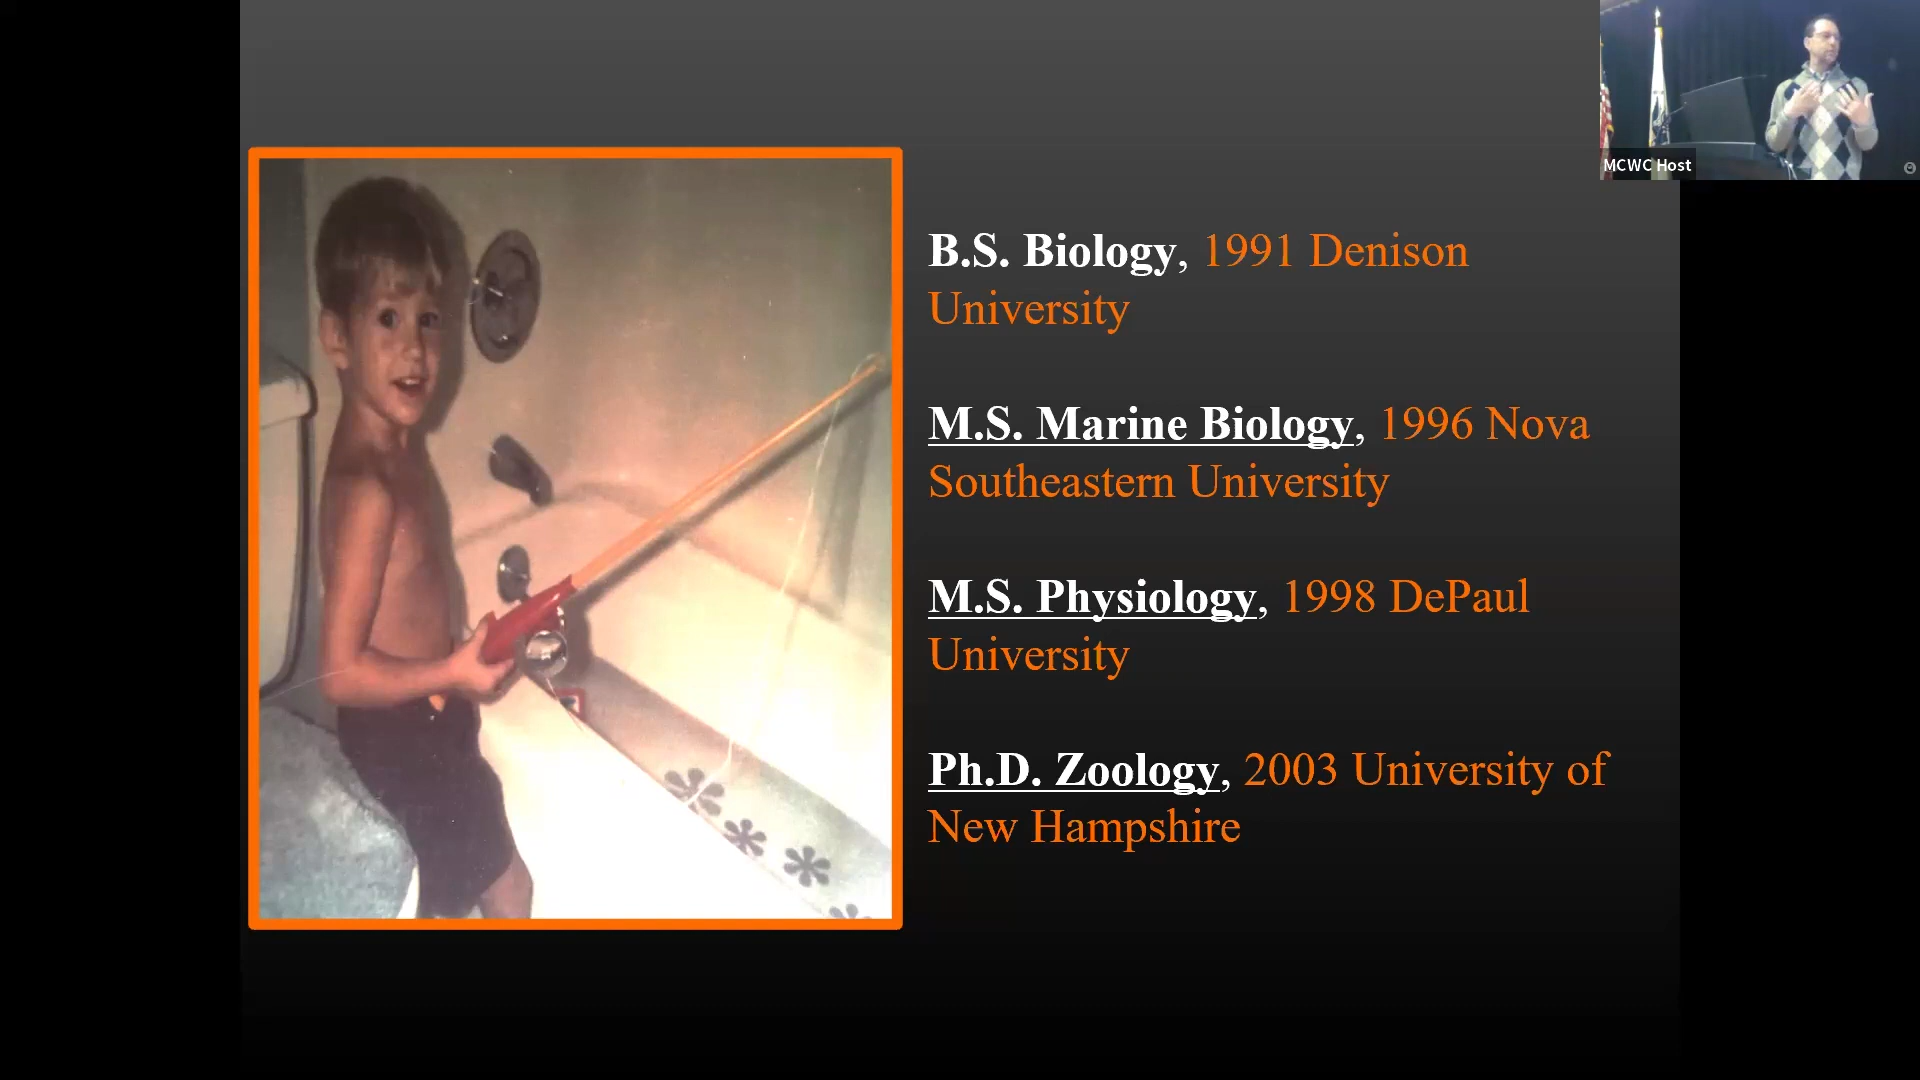 MCWC Host
B.S. Biology, 1991 Denison
University
M.S. Marine Biology, 1996 Nova
Southeastern University
M.S. Physiology, 1998 DePaul
University
Ph.D. Zoology, 2003 University of
New Hampshire